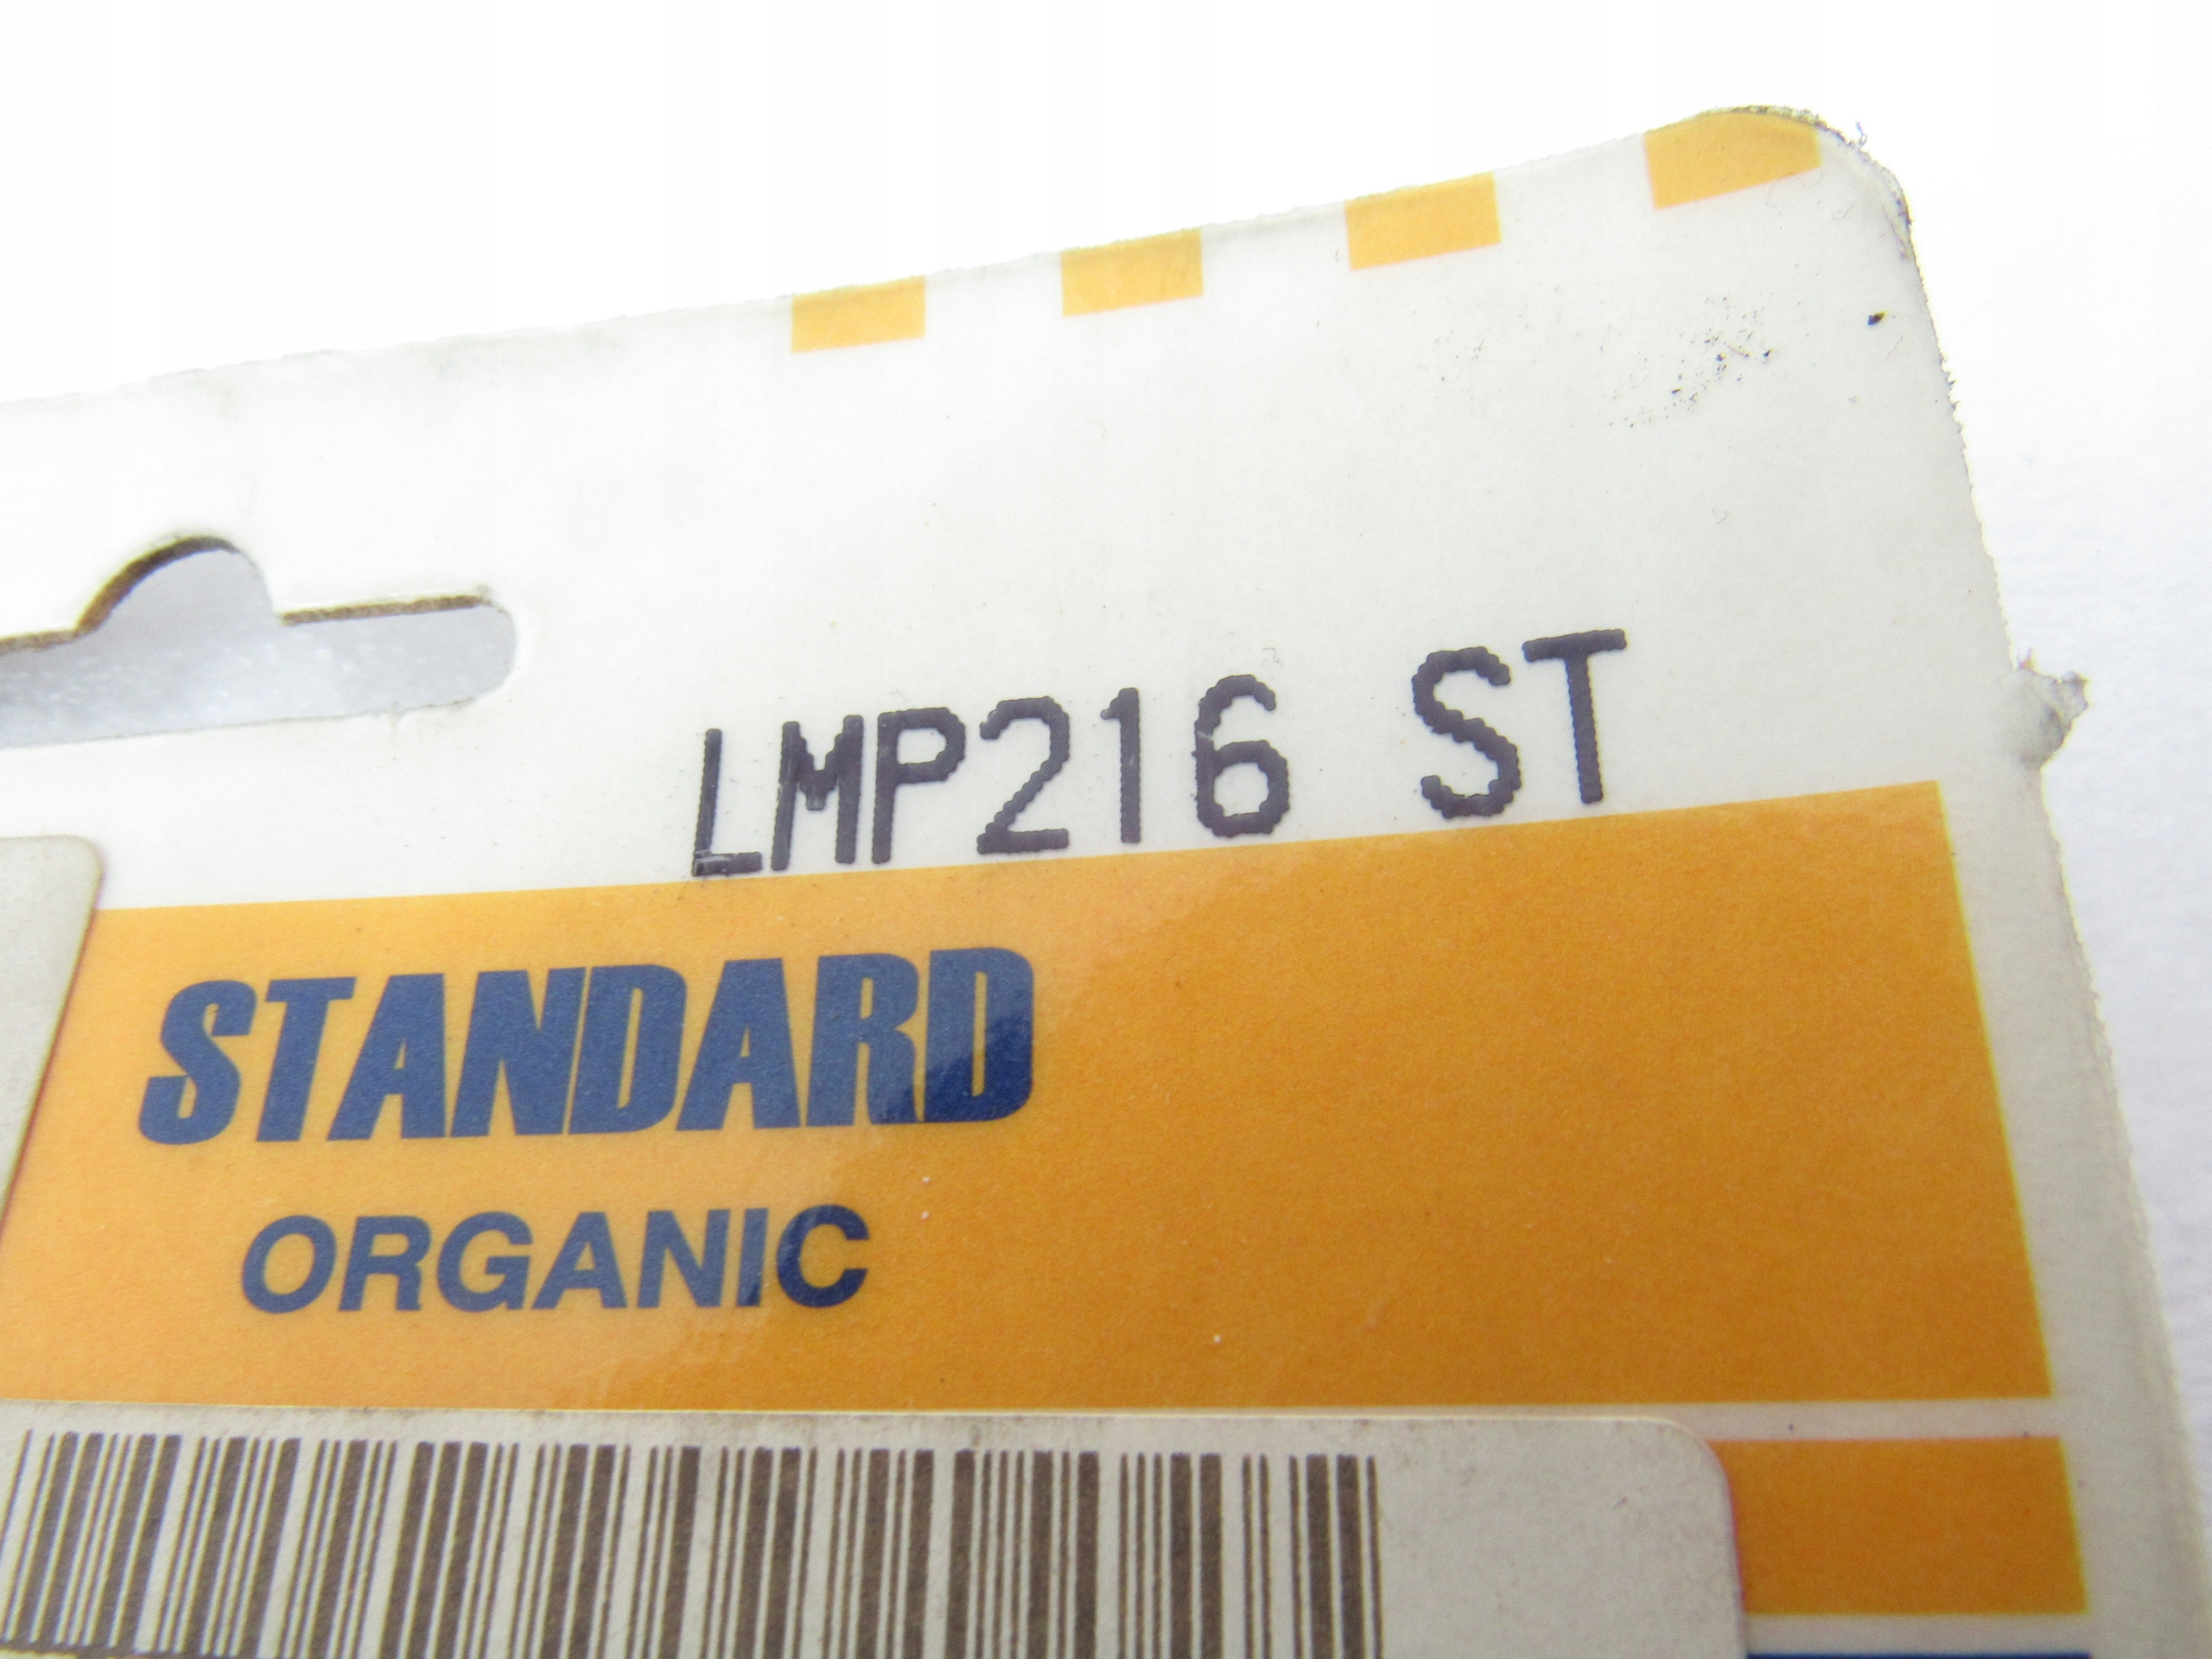 LMP216 ST
STANDARD
ORGANIC